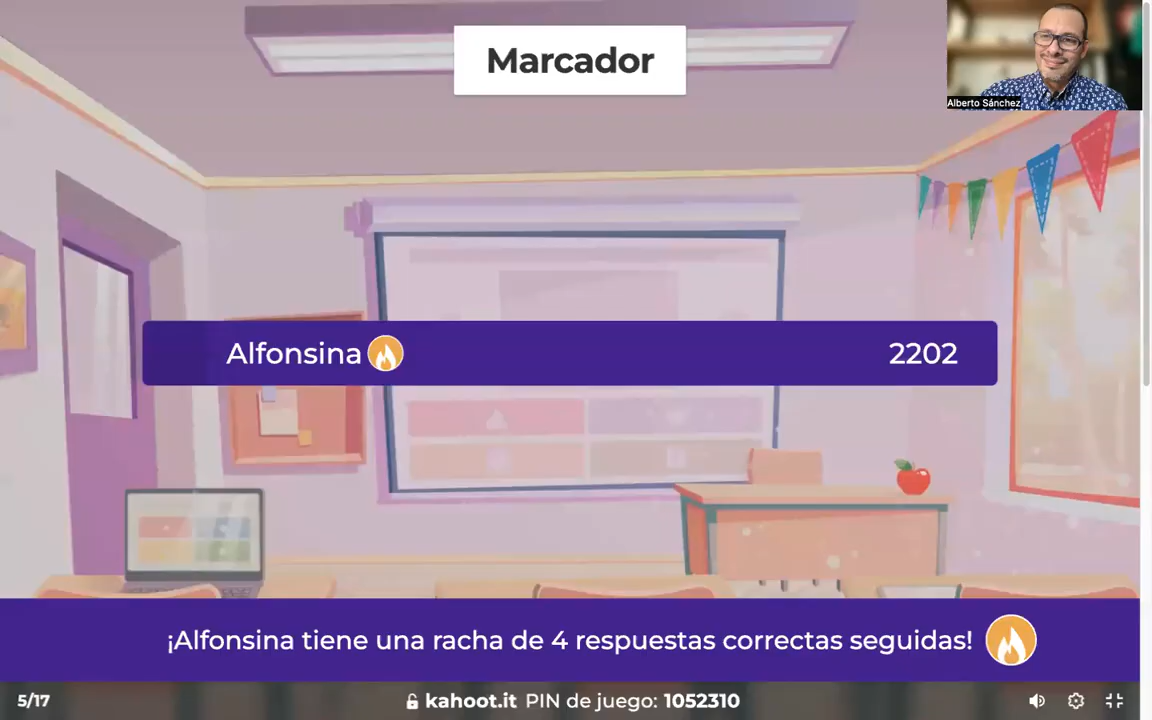 Marcador
Alberto Sánchez
Alfonsina 2202
¡Alfonsina tiene una racha de 4 respuestas correctas seguidas!
5/17
kahoot.it PIN de juego: 1052310